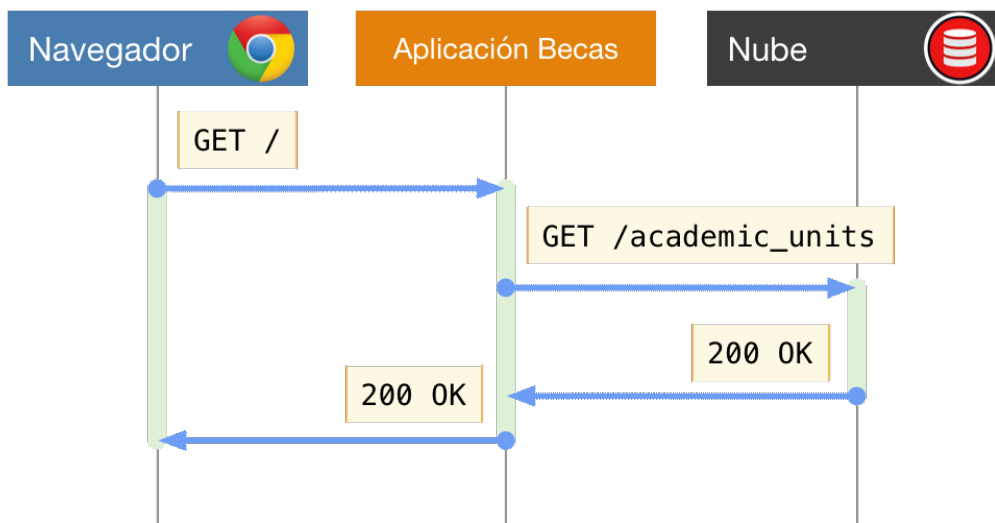 Navegador
Aplicación Becas
Nube
GET /
GET /academic_units
200 OK
200 OK